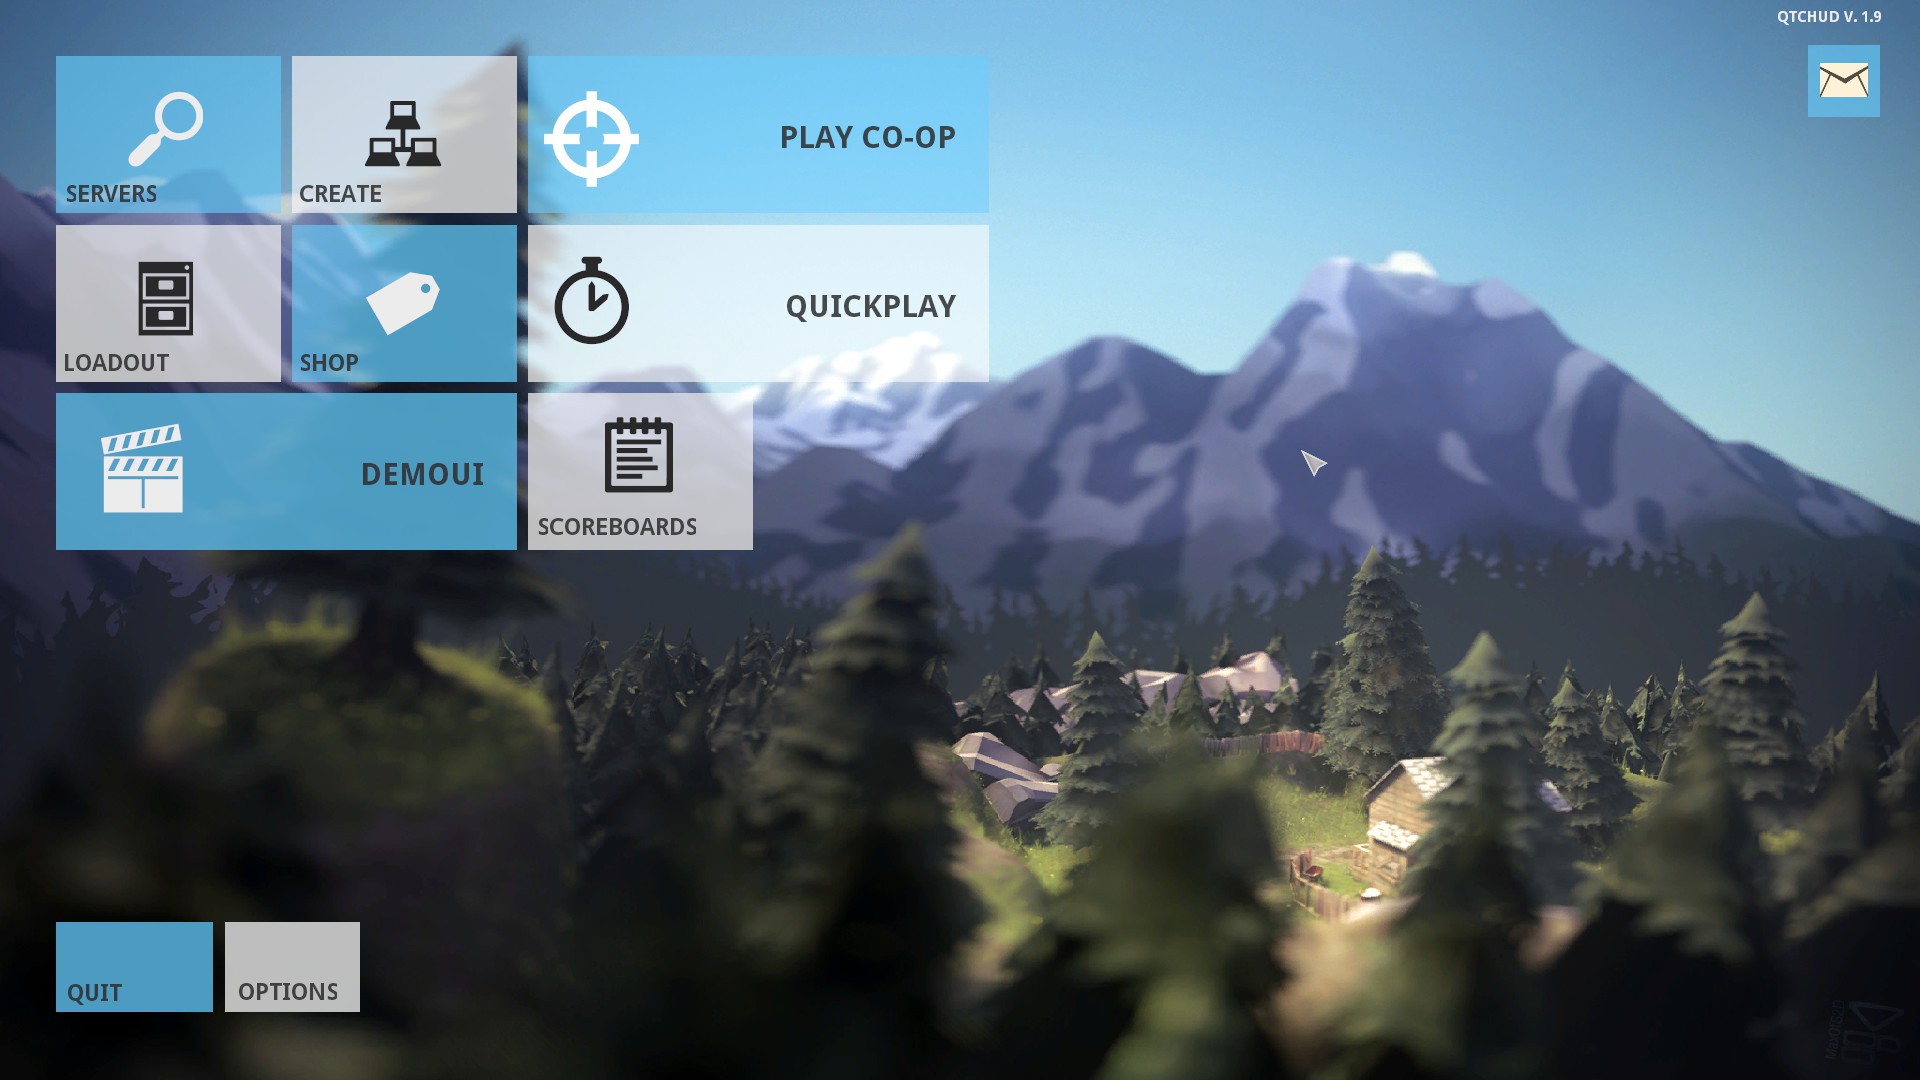 QTCHUD V. 1.9
SERVERS
CREATE
PLAY CO-OP
LOADOUT
SHOP
QUICKPLAY
DEMOUI
SCOREBOARDS
QUIT
OPTIONS